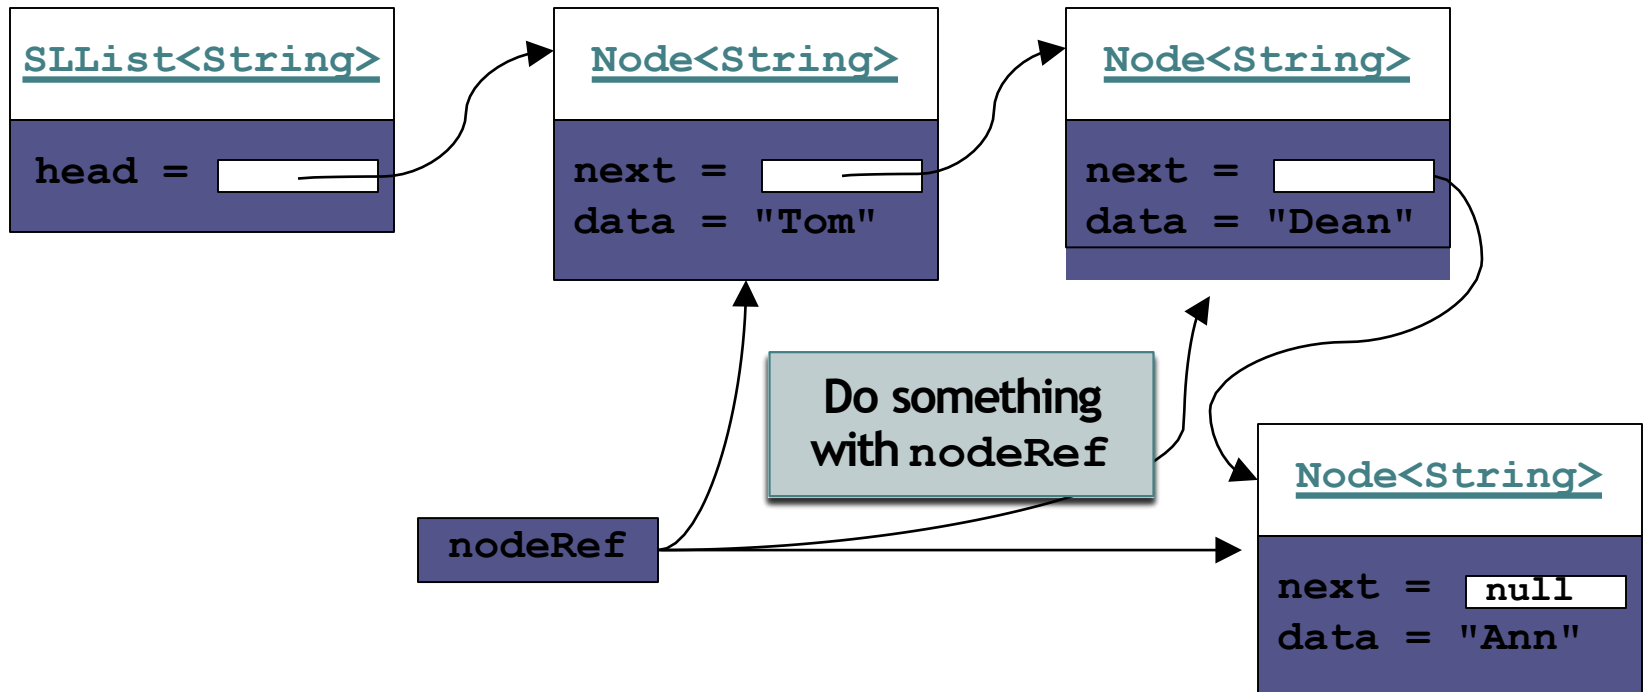 SLList<String>
head =
Node<String>
next =
data = "Tom"
Node<String>
next =
data = "Dean"
Do something
with nodeRef
nodeRef
Node<String>
next = null
data = "Ann"